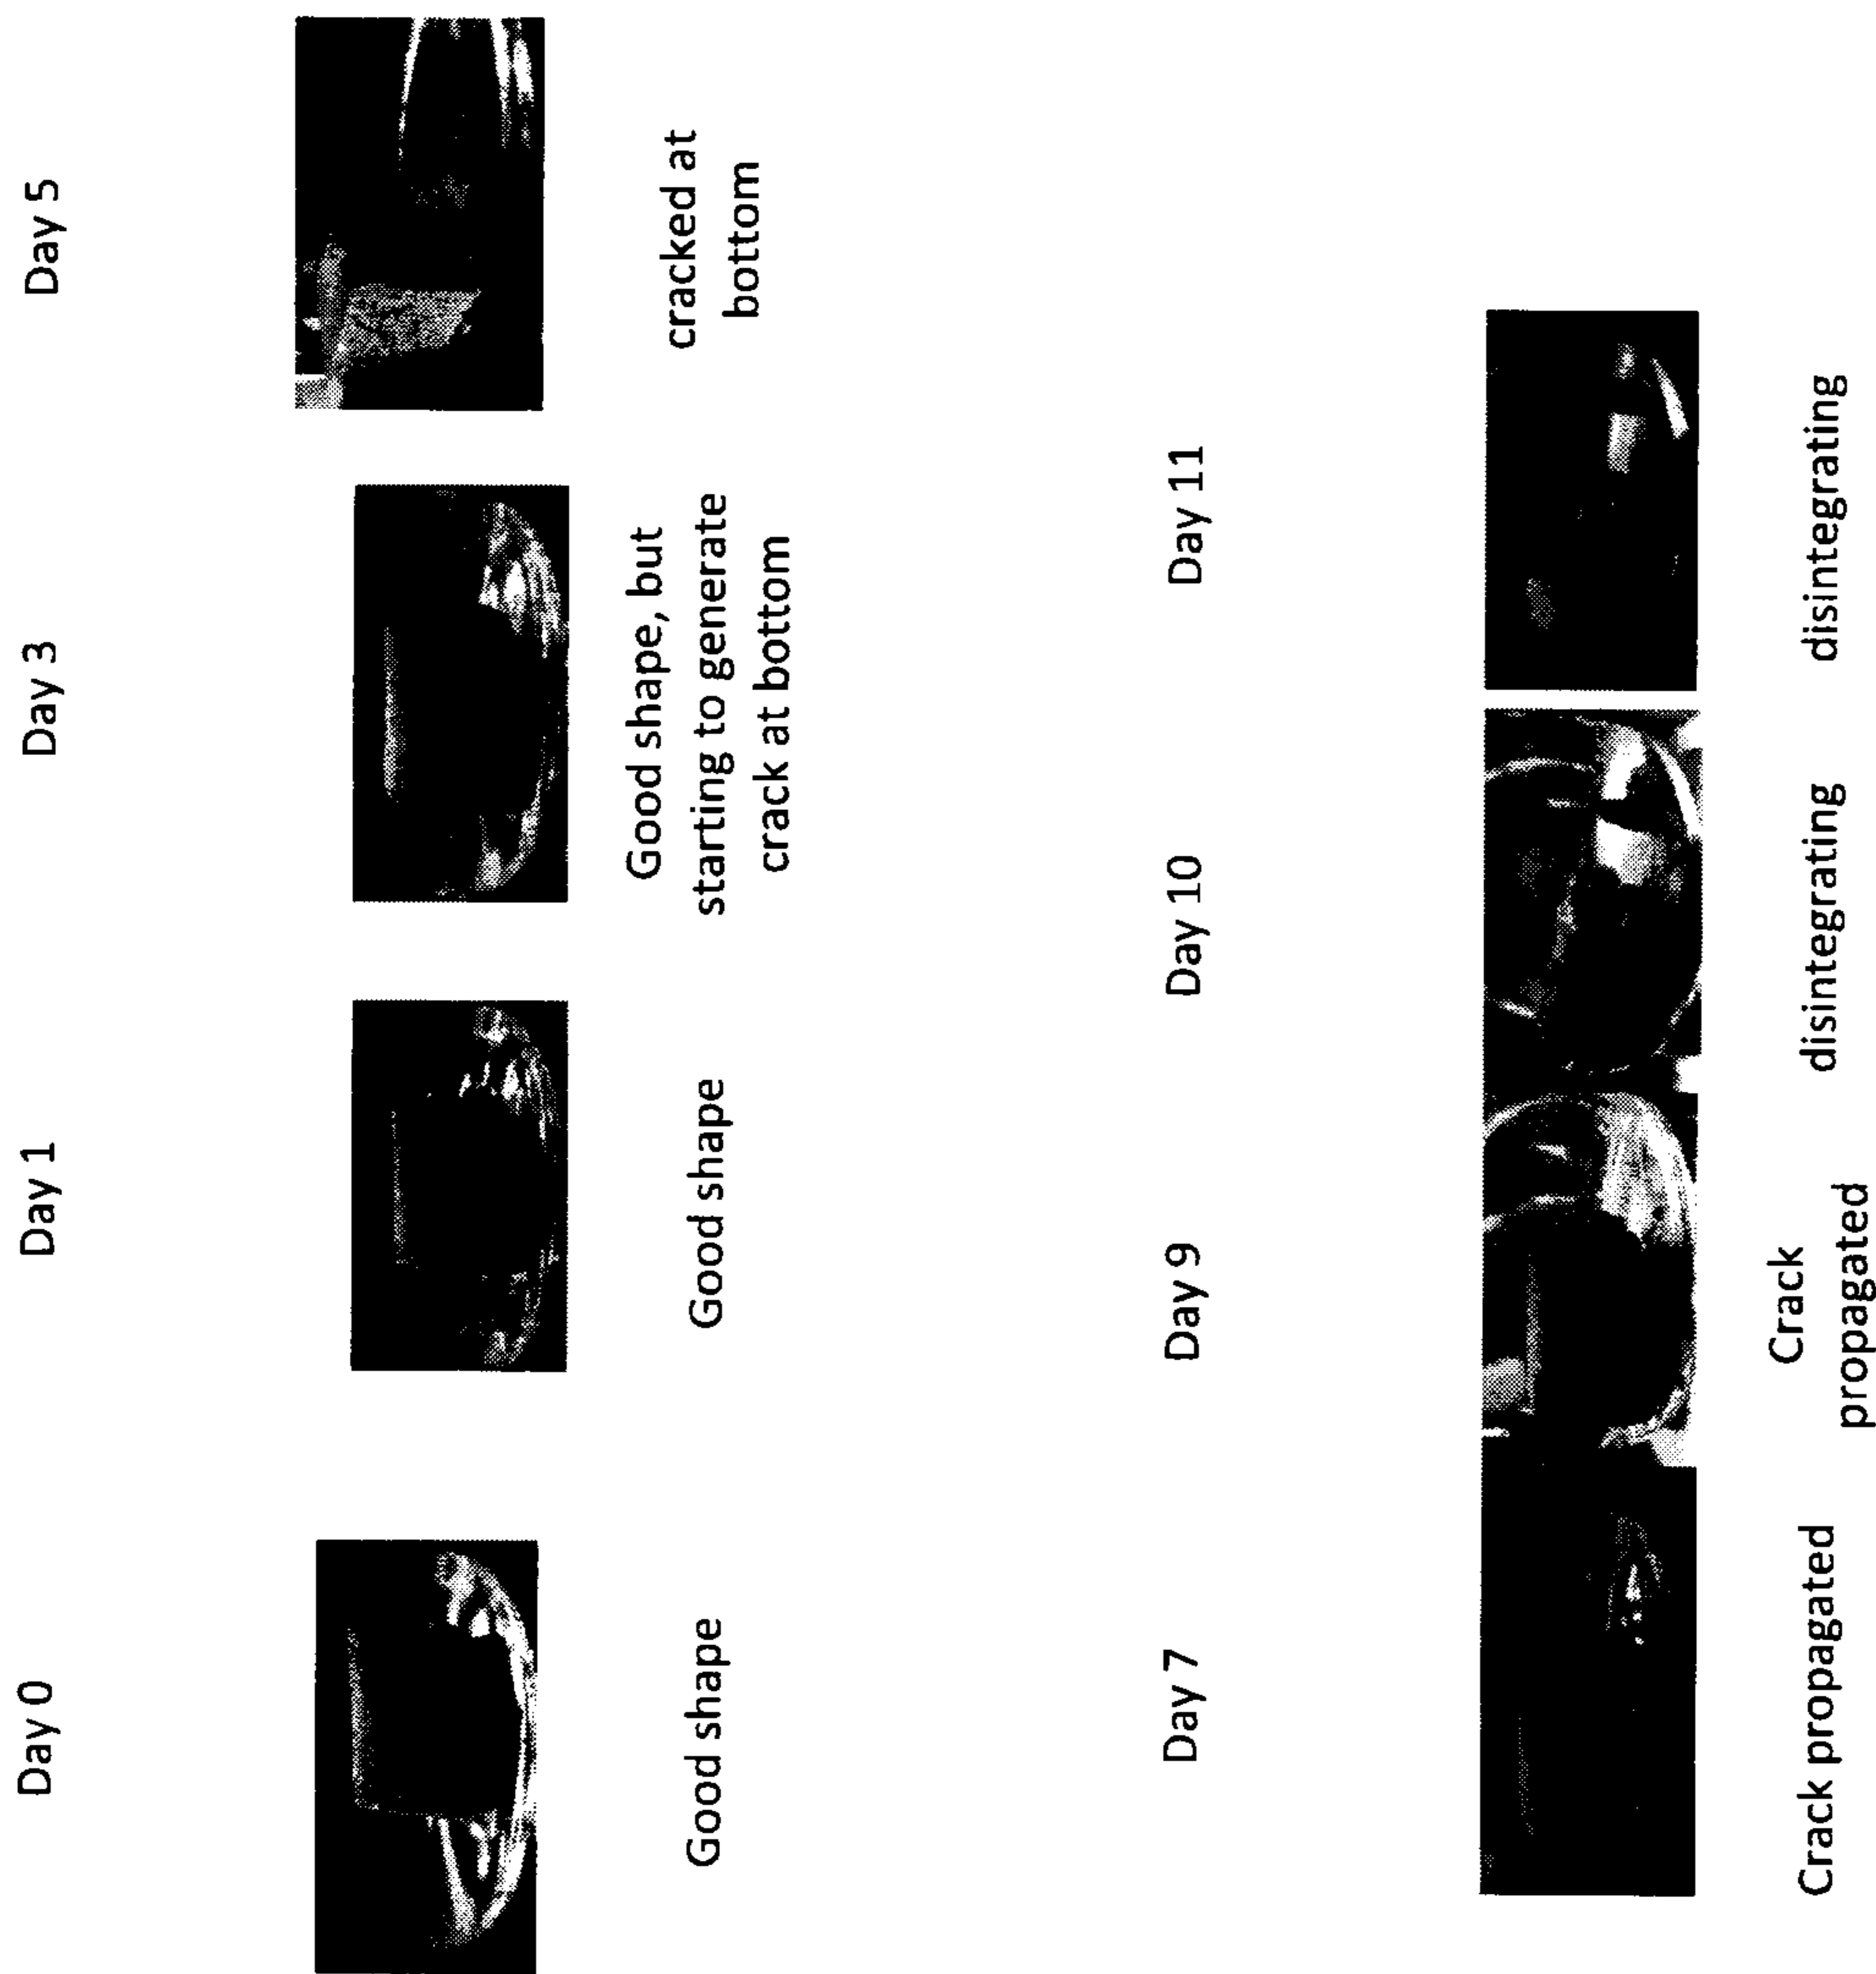 Day 0
Day 1
Day 3
Day 5
Good shape
Good shape
Good shape, but
starting to generate
crack at bottom
cracked at
bottom
Day 7
Day 9
Day 10
Day 11
Crack propagated
Crack
propagated
disintegrating
disintegrating